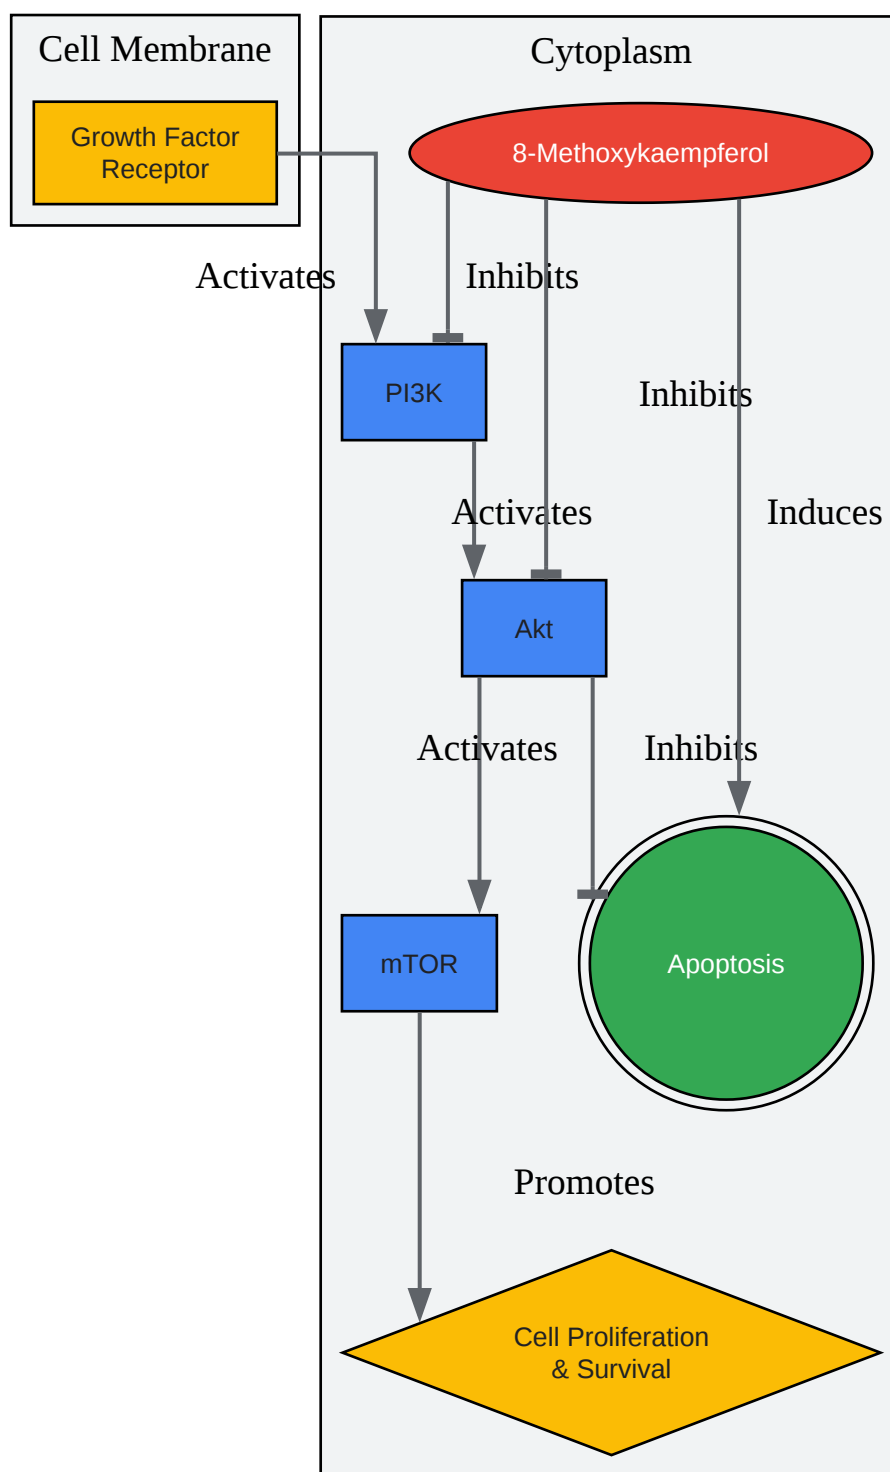 Cell Membrane
Cytoplasm
Growth Factor
Receptor
8-Methoxykaempferol
Activates
Inhibits
PI3K
Inhibits
Activates
Induces
Akt
Activates
Inhibits
mTOR
Apoptosis
Promotes
Cell Proliferation
& Survival